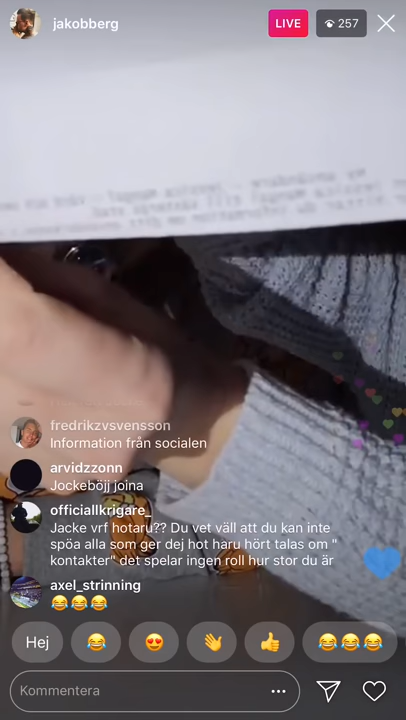 jakobberg
LIVE
257
fredrikzvsvensson
Information från socialen
arvidzzonn
Jockeböjj joina
officiallkrigare_
Jacke vrf hotaru?? Du vet väll att du kan inte
spöa alla som ger dej hot haru hört talas om "
kontakter" det spelar ingen roll hur stor du är
axel_strinning
😂😂😂
Hej
😂
😍
👋
👍
😂😂😂
Kommentera